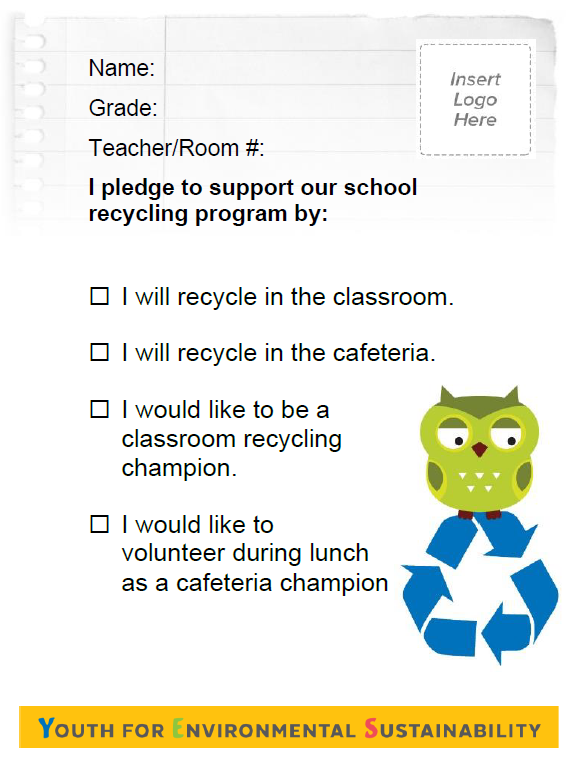 Name:
Insert
Logo
Here
Grade:
Teacher/Room #:
I pledge to support our school
recycling program by:
☐ I will recycle in the classroom.
☐ I will recycle in the cafeteria.
☐ I would like to be a
classroom recycling
champion.
☐ I would like to
volunteer during lunch
as a cafeteria champion
YOUTH FOR ENVIRONMENTAL SUSTAINABILITY